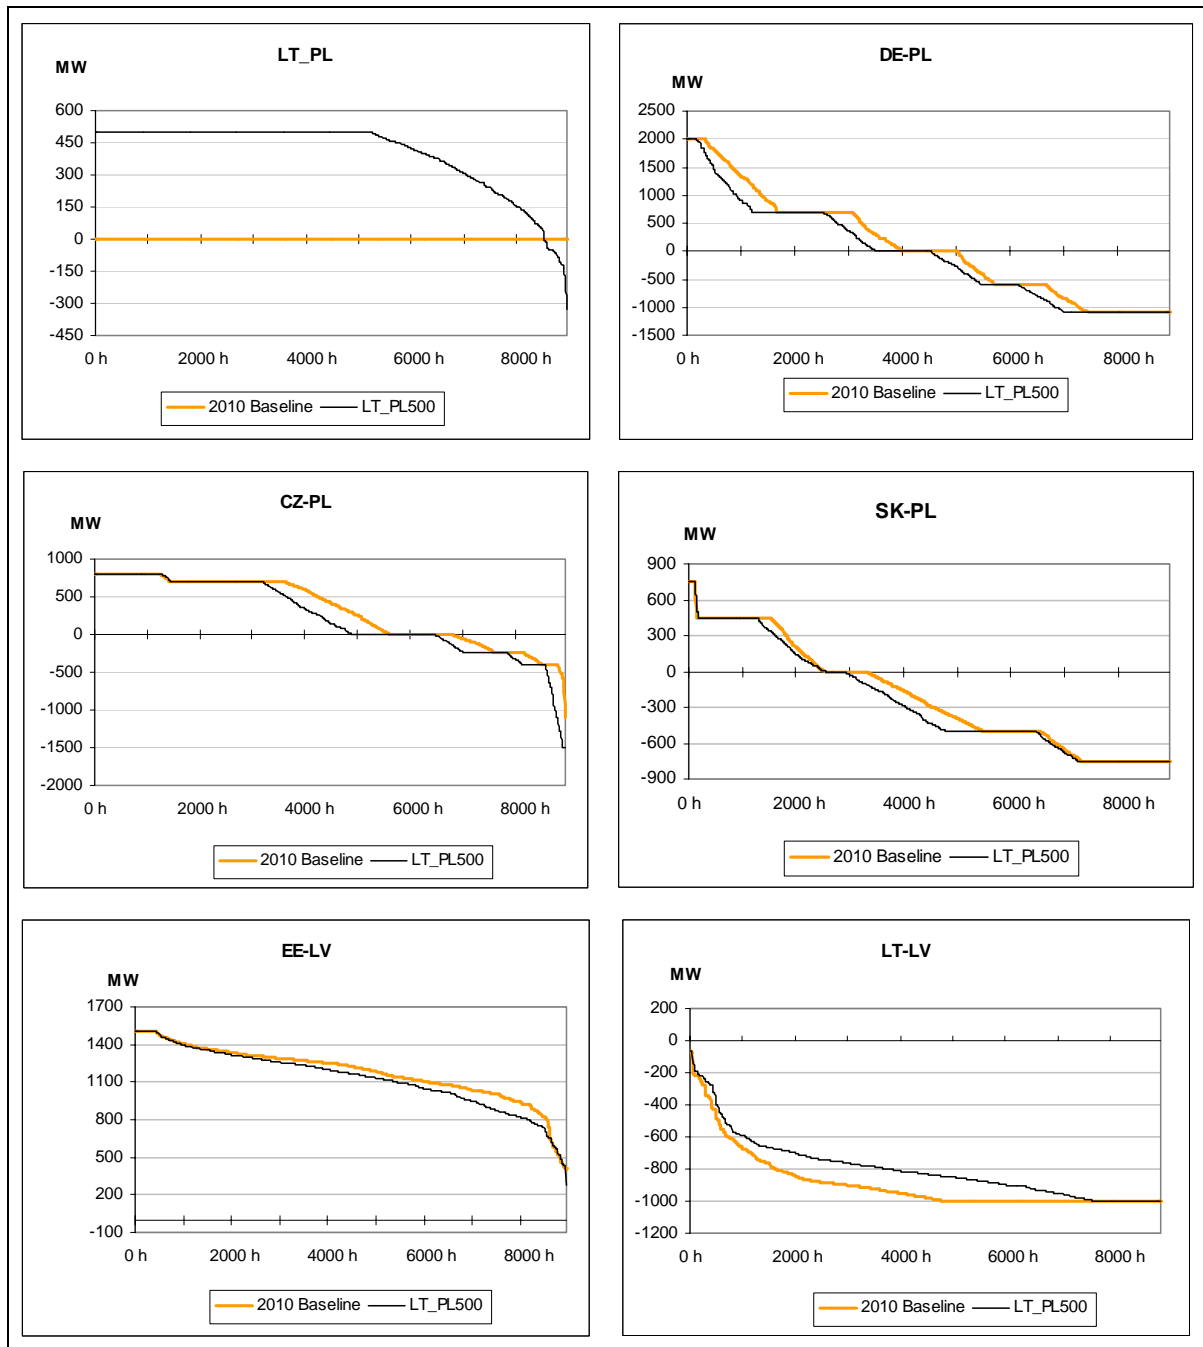 LT_PL
MW
600
450
300
150
0
-150
-300
-450
0 h 2000 h 4000 h 6000 h 8000 h
2010 Baseline LT_PL500
DE-PL
MW
2500
2000
1500
1000
500
0
-500
-1000
-1500
0 h 2000 h 4000 h 6000 h 8000 h
2010 Baseline LT_PL500
CZ-PL
MW
1000
500
0
-500
-1000
-1500
-2000
0 h 2000 h 4000 h 6000 h 8000 h
2010 Baseline LT_PL500
SK-PL
MW
900
600
300
0
-300
-600
-900
0 h 2000 h 4000 h 6000 h 8000 h
2010 Baseline LT_PL500
EE-LV
MW
1700
1400
1100
800
500
200
-100
0 h 2000 h 4000 h 6000 h 8000 h
2010 Baseline LT_PL500
LT-LV
MW
200
0
-200
-400
-600
-800
-1000
-1200
0 h 2000 h 4000 h 6000 h 8000 h
2010 Baseline LT_PL500